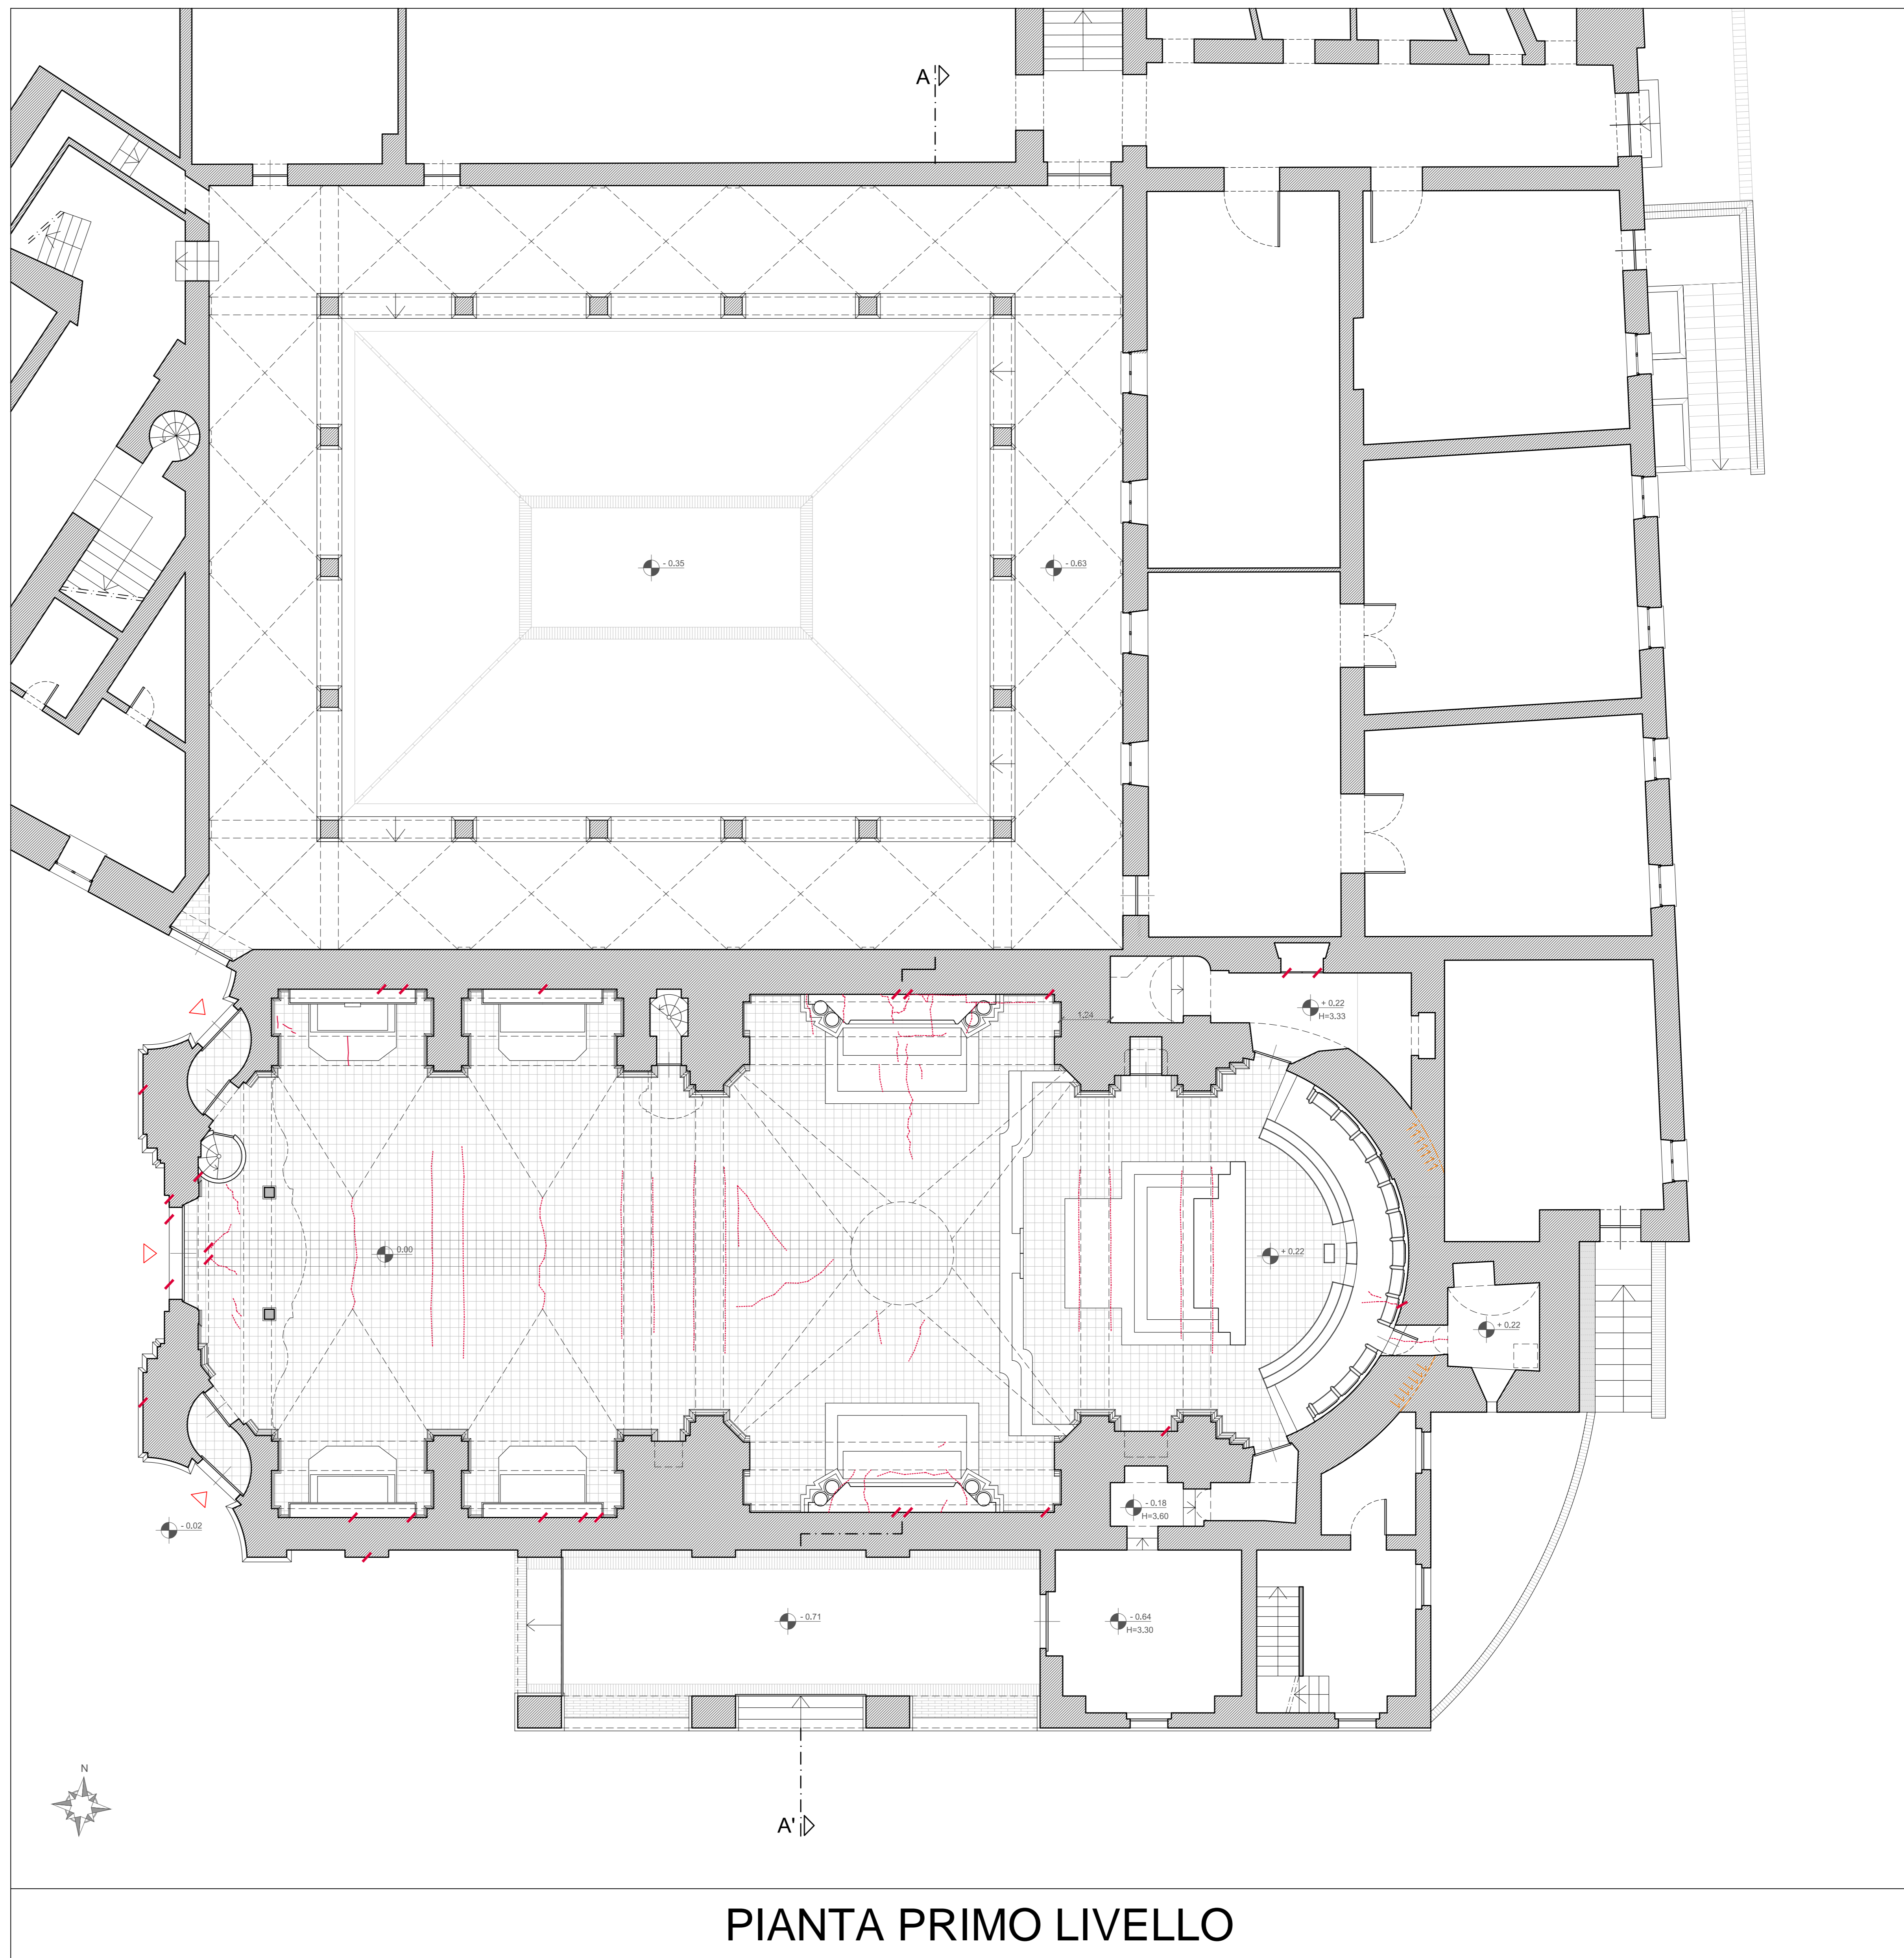 A
- 0.35
- 0.63
1.24
+ 0.22
H=3.33
0.00
+ 0.22
+ 0.22
- 0.18
H=3.60
- 0.02
- 0.71
- 0.64
H=3.30
N
A'
PIANTA PRIMO LIVELLO